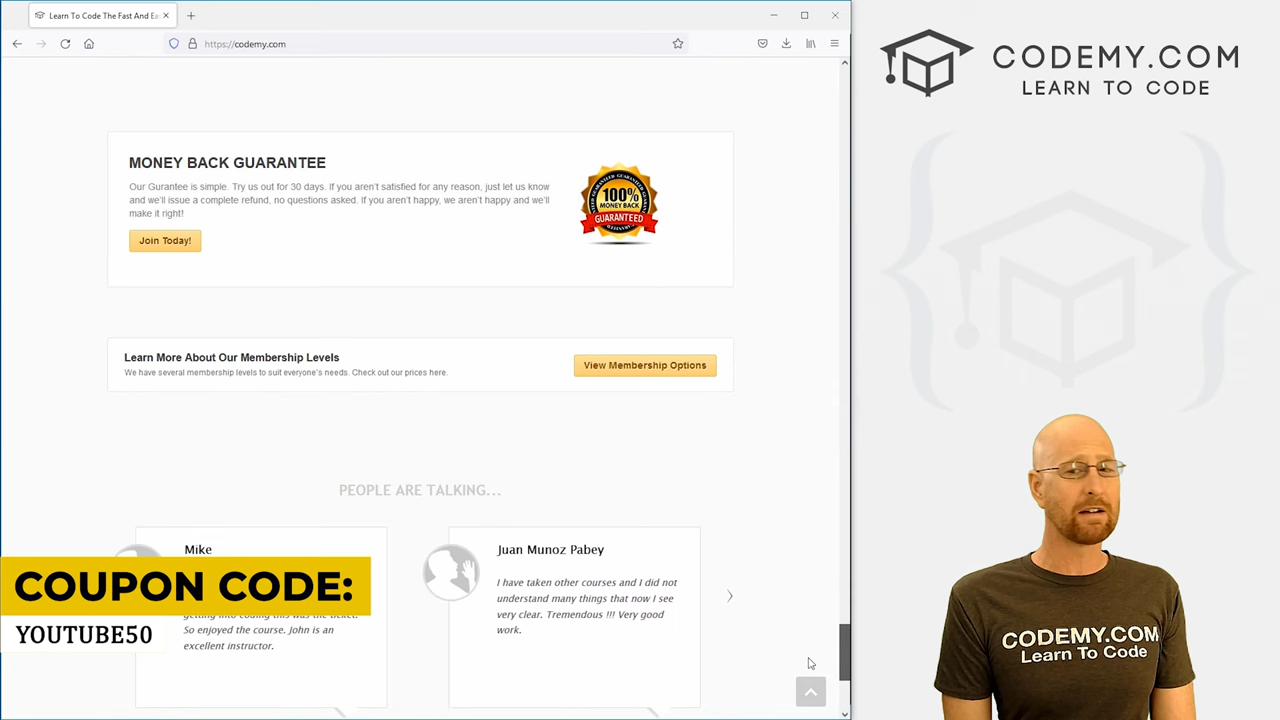 Learn To Code The Fast And Ea
https://codemy.com
CODEMY.COM
LEARN TO CODE
MONEY BACK GUARANTEE
Our Gurantee is simple. Try us out for 30 days. If you aren't satisfied for any reason, just let us know
and we'll issue a complete refund, no questions asked. If you aren't happy, we aren't happy and we'll
make it right!
Join Today!
100%
MONEY BACK
GUARANTEED
Learn More About Our Membership Levels
We have several membership levels to suit everyone's needs. Check out our prices here.
View Membership Options
PEOPLE ARE TALKING...
Mike
getting into coding this was the ticket.
So enjoyed the course. John is an
excellent instructor.
Juan Munoz Pabey
I have taken other courses and I did not
understand many things that now I see
very clear. Tremendous !!! Very good
work.
COUPON CODE:
YOUTUBE50
CODEMY.COM
Learn To Code